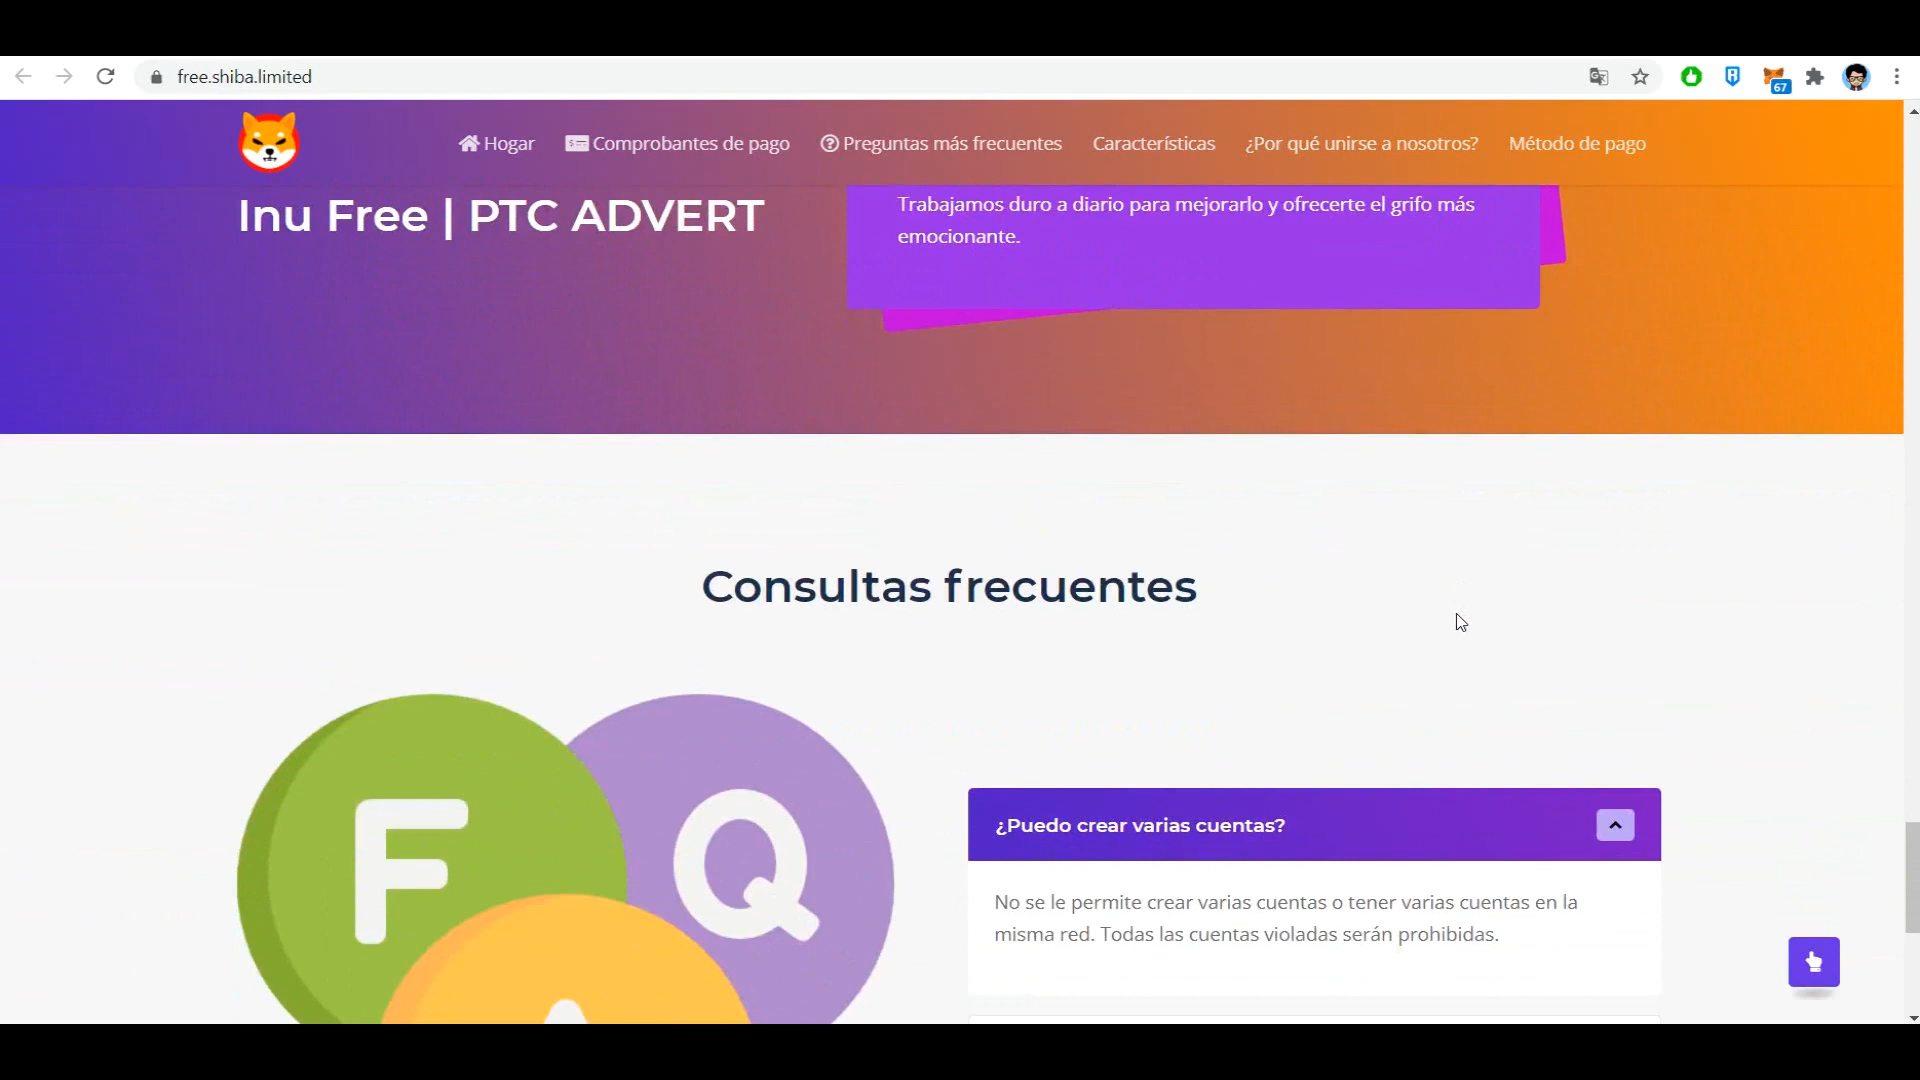 free.shiba.limited
67
Hogar
Comprobantes de pago
Preguntas más frecuentes
Características
¿Por qué unirse a nosotros?
Método de pago
Inu Free | PTC ADVERT
Trabajamos duro a diario para mejorarlo y ofrecerte el grifo más
emocionante.
Consultas frecuentes
F
Q
A
¿Puedo crear varias cuentas?
No se le permite crear varias cuentas o tener varias cuentas en la
misma red. Todas las cuentas violadas serán prohibidas.